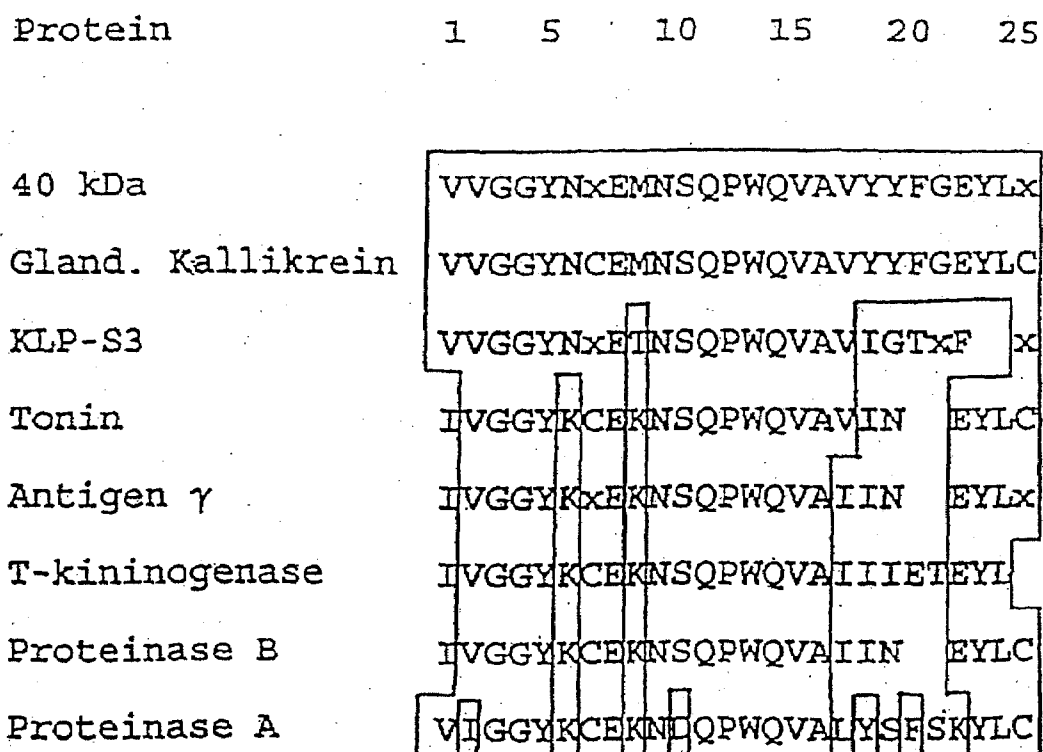 Protein 1 5 10 15 20 25
40 kDa VVGGYNxEMNSQPWQVAVYYFGEYLx
Gland. Kallikrein VVGGYNCEMNSQPWQVAVYYFGEYLC
KLP-S3 VVGGYNxETNSQPWQVAVIGTxF x
Tonin IVGGYKCEKNSQPWQVAVIN EYLC
Antigen γ IVGGYKxEKNSQPWQVAIIN EYLx
T-kininogenase IVGGYKCEKNSQPWQVAIIIETEYL
Proteinase B IVGGYKCEKNSQPWQVAIIN EYLC
Proteinase A VIGGYKCEKNDQPWQVALYSFSKYLC